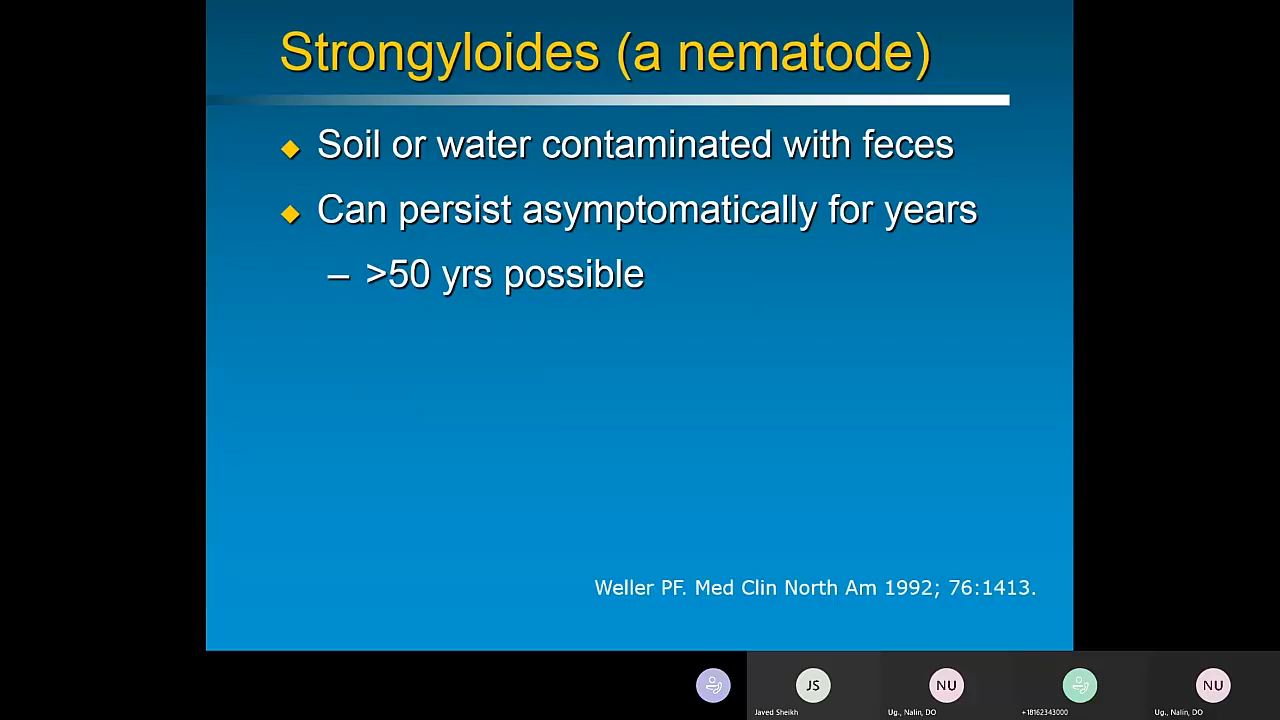 Strongyloides (a nematode)
Soil or water contaminated with feces
Can persist asymptomatically for years
– >50 yrs possible
Weller PF. Med Clin North Am 1992; 76:1413.
JS
NU
NU
Javed Sheikh
Ug., Nalin, DO
+18162343000
Ug., Nalin, DO